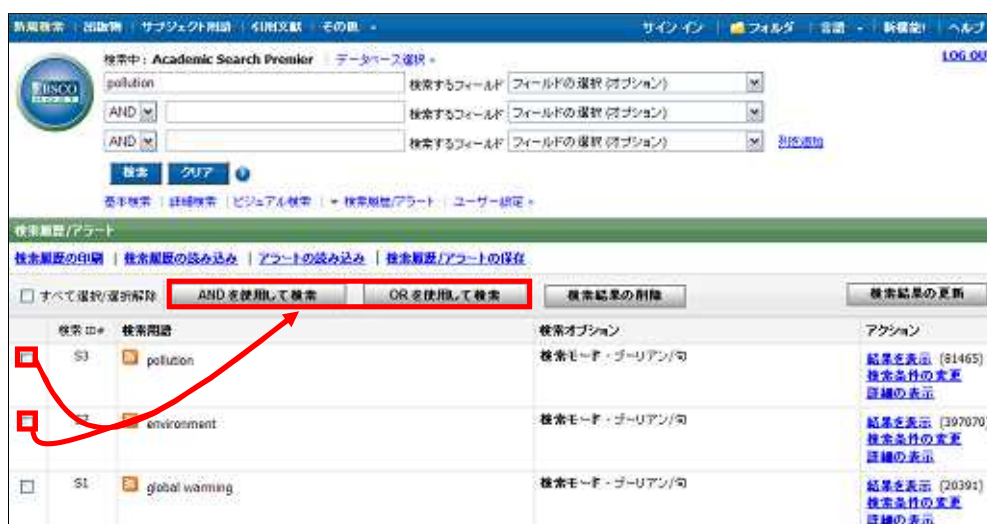 新規検索 | 出版物 | サブジェクト用語 | 引用文献 | その他 サインイン | フォルダ | 言語 | 新機能! | ヘルプ
検索中: Academic Search Premier データベース選択 » LOG OU
EBSCO HOST
pollution 検索するフィールド フィールドの選択 (オプション)
AND 検索するフィールド フィールドの選択 (オプション)
AND 検索するフィールド フィールドの選択 (オプション) 列を追加
検索 クリア
基本検索 | 詳細検索 | ビジュアル検索 | 検索履歴/アラート | ユーザー設定 »
検索履歴/アラート
検索履歴の印刷 | 検索履歴の読み込み | アラートの読み込み | 検索履歴/アラートの保存
すべて選択/選択解除 AND を使用して検索 OR を使用して検索 検索結果の削除 検索結果の更新
検索 ID# 検索用語 検索オプション アクション
S3 pollution 検索モード - ブーリアン/句 結果を表示 (81465)
検索条件の変更
詳細の表示
S2 environment 検索モード - ブーリアン/句 結果を表示 (397070)
検索条件の変更
詳細の表示
S1 global warming 検索モード - ブーリアン/句 結果を表示 (20391)
検索条件の変更
詳細の表示